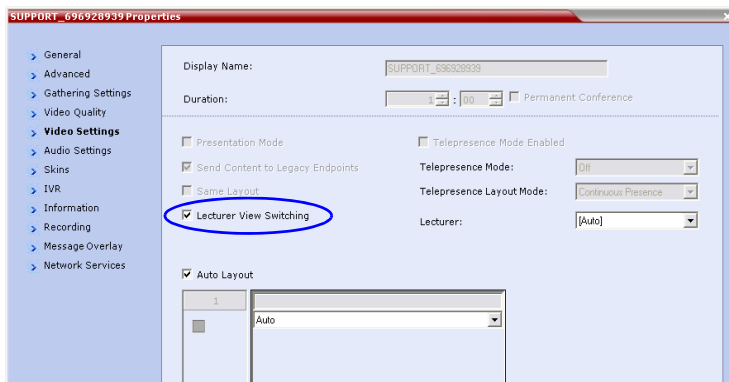 SUPPORT_696928939 Properties
General
Advanced
Gathering Settings
Video Quality
Video Settings
Audio Settings
Skins
IVR
Information
Recording
Message Overlay
Network Services
Display Name: SUPPORT_696928939
Duration: 1 : 00 Permanent Conference
Presentation Mode Telepresence Mode Enabled
Send Content to Legacy Endpoints Telepresence Mode: Off
Same Layout Telepresence Layout Mode: Continuous Presence
Lecturer View Switching Lecturer: [Auto]
Auto Layout
1
Auto